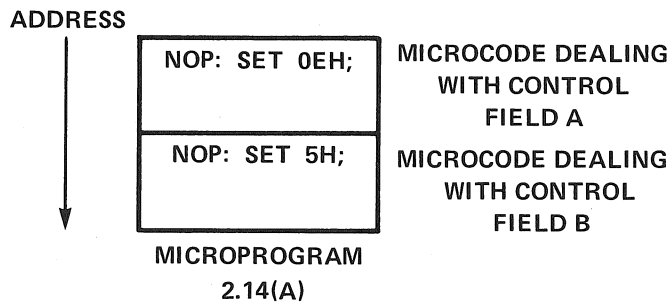 ADDRESS
NOP: SET 0EH;
MICROCODE DEALING
WITH CONTROL
FIELD A
NOP: SET 5H;
MICROCODE DEALING
WITH CONTROL
FIELD B
MICROPROGRAM
2.14(A)